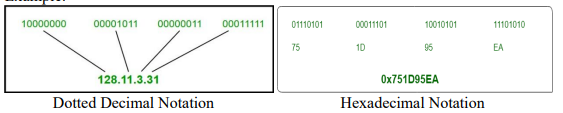 Example:
10000000 00001011 00000011 00011111
128.11.3.31
Dotted Decimal Notation
01110101 00011101 10010101 11101010
75 1D 95 EA
0x751D95EA
Hexadecimal Notation